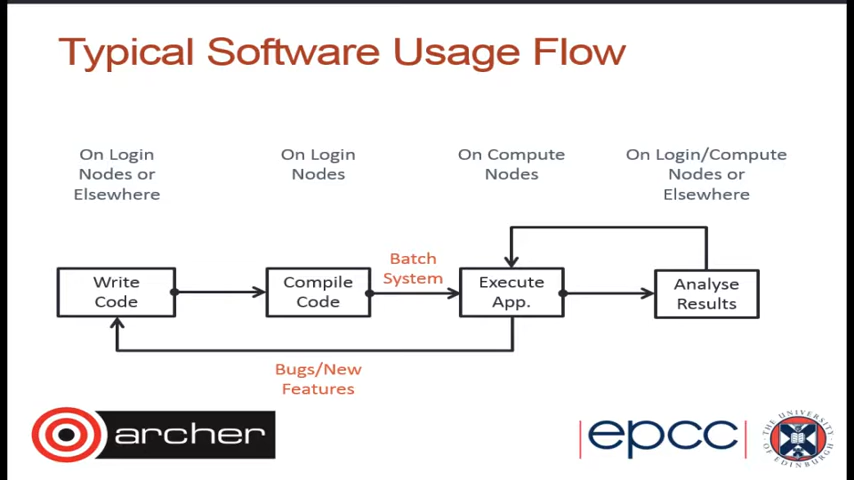 Typical Software Usage Flow
On Login
Nodes or
Elsewhere
On Login
Nodes
On Compute
Nodes
On Login/Compute
Nodes or
Elsewhere
Batch
System
Write
Code
Compile
Code
Execute
App.
Analyse
Results
Bugs/New
Features
archer
epcc
THE UNIVERSITY
OF EDINBURGH